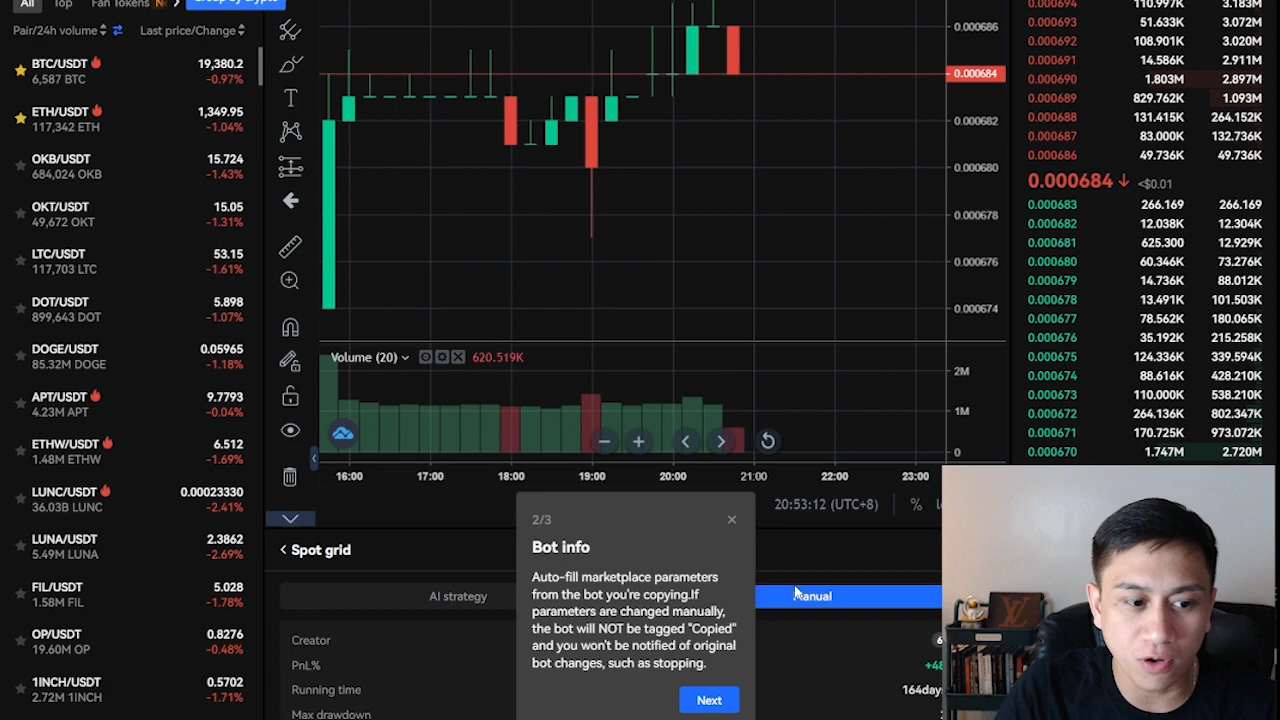 All Top Fan Tokens
Pair/24h volume Last price/Change
BTC/USDT 19,380.2
6,587 BTC -0.97%
ETH/USDT 1,349.95
117,342 ETH -1.04%
OKB/USDT 15.724
684,024 OKB -1.43%
OKT/USDT 15.05
49,672 OKT -1.31%
LTC/USDT 53.15
117,703 LTC -1.61%
DOT/USDT 5.898
899,643 DOT -1.07%
DOGE/USDT 0.05965
85.32M DOGE -1.18%
APT/USDT 9.7793
4.23M APT -0.04%
ETHW/USDT 6.512
1.48M ETHW -1.69%
LUNC/USDT 0.00023330
36.03B LUNC -2.41%
LUNA/USDT 2.3862
5.49M LUNA -2.69%
FIL/USDT 5.028
1.58M FIL -1.78%
OP/USDT 0.8276
19.60M OP -0.48%
1INCH/USDT 0.5702
2.72M 1INCH -1.71%
0.000686
0.000684
0.000682
0.000680
0.000678
0.000676
0.000674
Volume (20) 620.519K
2M
1M
0
16:00 17:00 18:00 19:00 20:00 21:00 22:00 23:00
20:53:12 (UTC+8) %
0.000694 110.997K 3.183M
0.000693 51.633K 3.072M
0.000692 108.901K 3.020M
0.000691 14.586K 2.911M
0.000690 1.803M 2.897M
0.000689 829.762K 1.093M
0.000688 131.415K 264.152K
0.000687 83.000K 132.736K
0.000686 49.736K 49.736K
0.000684 <$0.01
0.000683 266.169 266.169
0.000682 12.038K 12.304K
0.000681 625.300 12.929K
0.000680 60.346K 73.276K
0.000679 14.736K 88.012K
0.000678 13.491K 101.503K
0.000677 78.562K 180.065K
0.000676 35.192K 215.258K
0.000675 124.336K 339.594K
0.000674 88.616K 428.210K
0.000673 110.000K 538.210K
0.000672 264.136K 802.347K
0.000671 170.725K 973.072K
0.000670 1.747M 2.720M
Spot grid
AI strategy Manual
Creator
PnL%
Running time 164days
Max drawdown
2/3
Bot info
Auto-fill marketplace parameters
from the bot you're copying.If
parameters are changed manually,
the bot will NOT be tagged "Copied"
and you won't be notified of original
bot changes, such as stopping.
Next